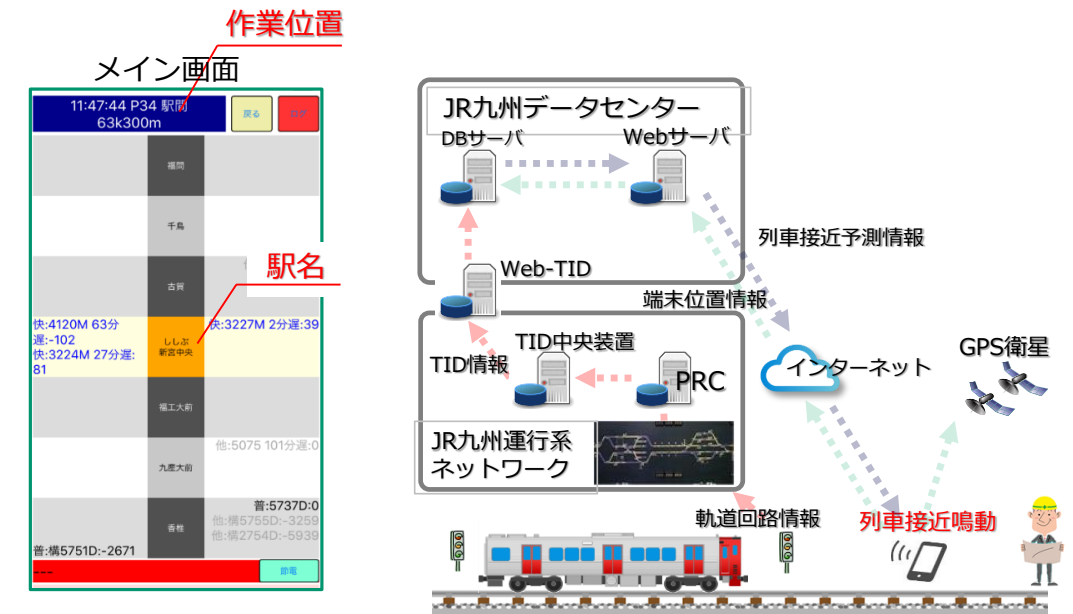 作業位置
メイン画面
11:47:44 P34 駅間
63k300m
戻る
ログ
福間
千鳥
駅名
古賀
快:4120M 63分
遅:-102
快:3224M 27分遅:
81
ししぶ
新宮中央
快:3227M 2分遅:39
福工大前
他:5075 101分遅:0
九産大前
普:5737D:0
他:構5755D:-3259
他:構2754D:-5939
香椎
普:構5751D:-2671
---
節電
JR九州データセンター
DBサーバ
Webサーバ
列車接近予測情報
Web-TID
端末位置情報
TID中央装置
TID情報
PRC
インターネット
GPS衛星
JR九州運行系
ネットワーク
軌道回路情報
列車接近鳴動